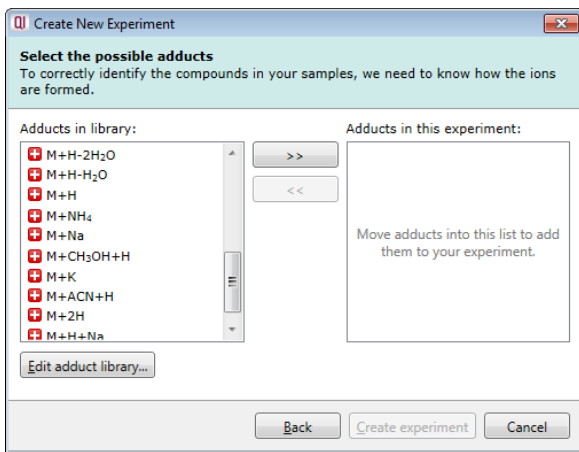 QI Create New Experiment
Select the possible adducts
To correctly identify the compounds in your samples, we need to know how the ions
are formed.
Adducts in library:
Adducts in this experiment:
M+H-2H₂O
M+H-H₂O
M+H
M+NH₄
M+Na
M+CH₃OH+H
M+K
M+ACN+H
M+2H
M+H+Na
>>
<<
Move adducts into this list to add
them to your experiment.
Edit adduct library...
Back
Create experiment
Cancel